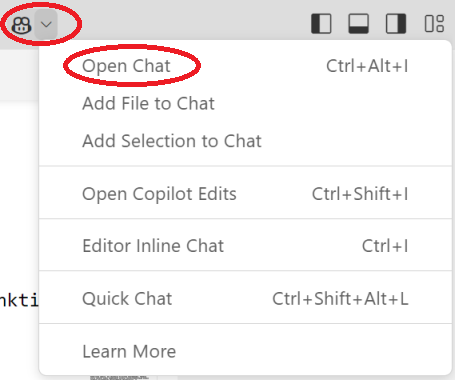 Open Chat Ctrl+Alt+I
Add File to Chat
Add Selection to Chat
Open Copilot Edits Ctrl+Shift+I
nkti
Editor Inline Chat Ctrl+I
Quick Chat Ctrl+Shift+Alt+L
Learn More